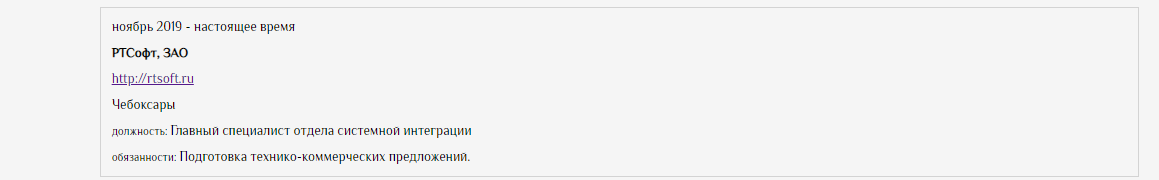 ноябрь 2019 - настоящее время
РТСофт, ЗАО
http://rtsoft.ru
Чебоксары
должность: Главный специалист отдела системной интеграции
обязанности: Подготовка технико-коммерческих предложений.